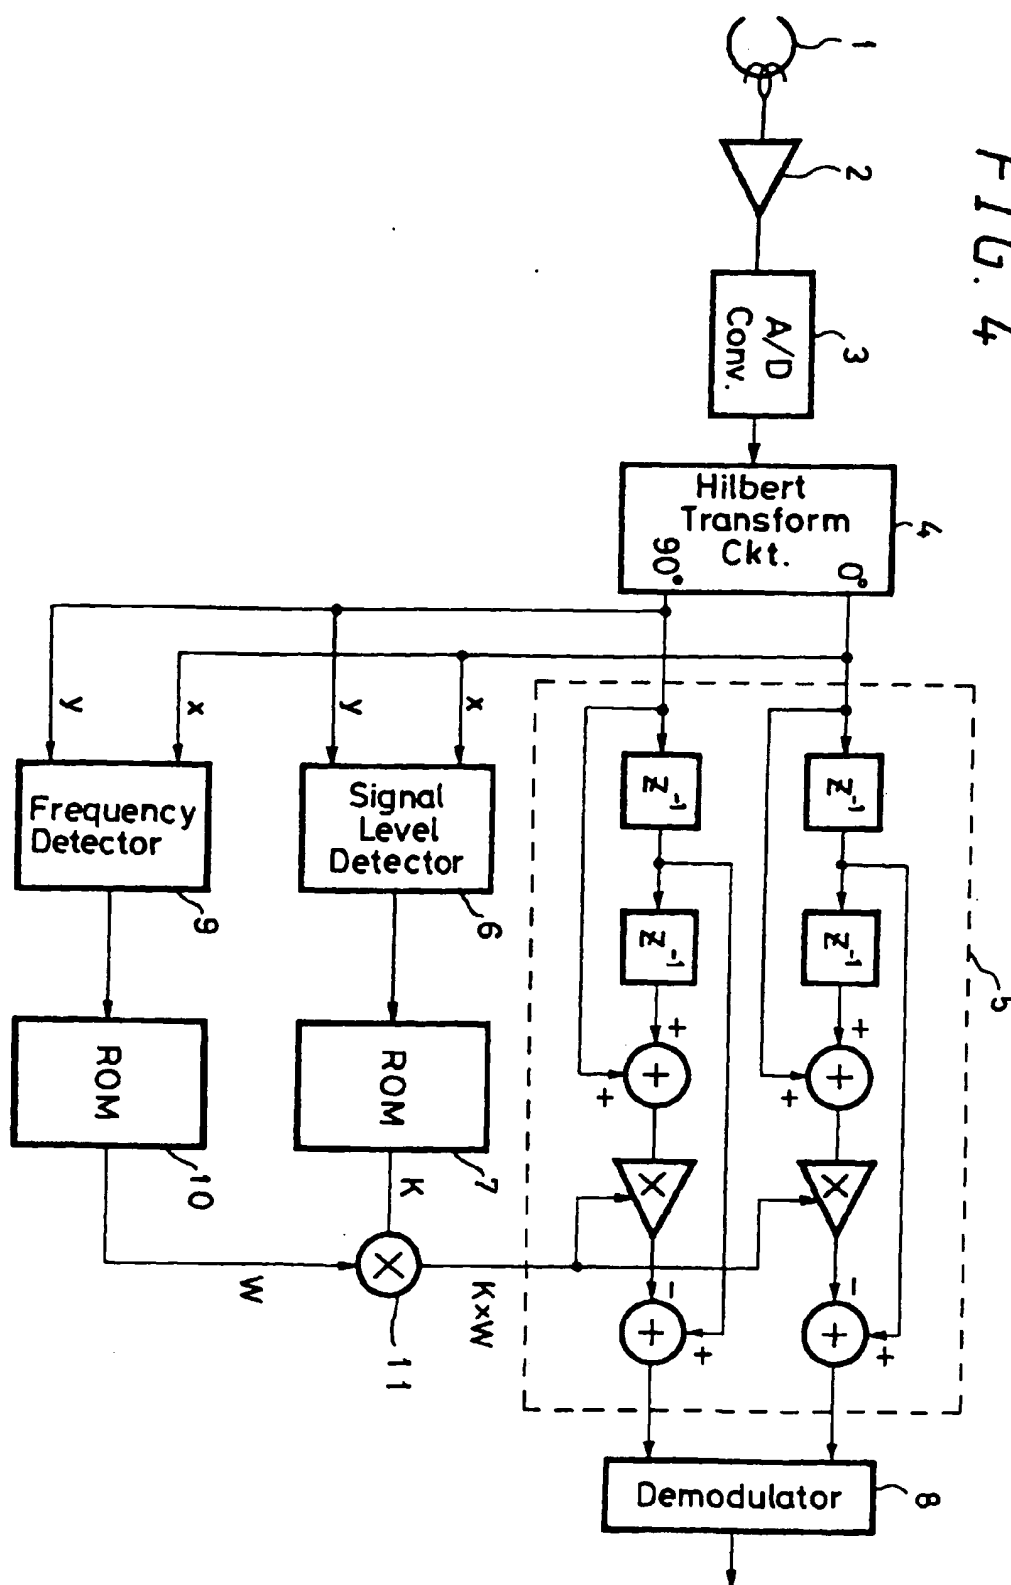 FIG. 4
1
2
3
A/D
Conv.
4
Hilbert
Transform
Ckt.
90°
0°
y
x
y
x
5
Z⁻¹
Z⁻¹
Z⁻¹
Z⁻¹
Frequency
Detector
9
Signal
Level
Detector
6
+
+
+
+
+
+
ROM
10
ROM
7
K
×
×
W
×
11
K×W
−
+
+
−
+
+
Demodulator
8